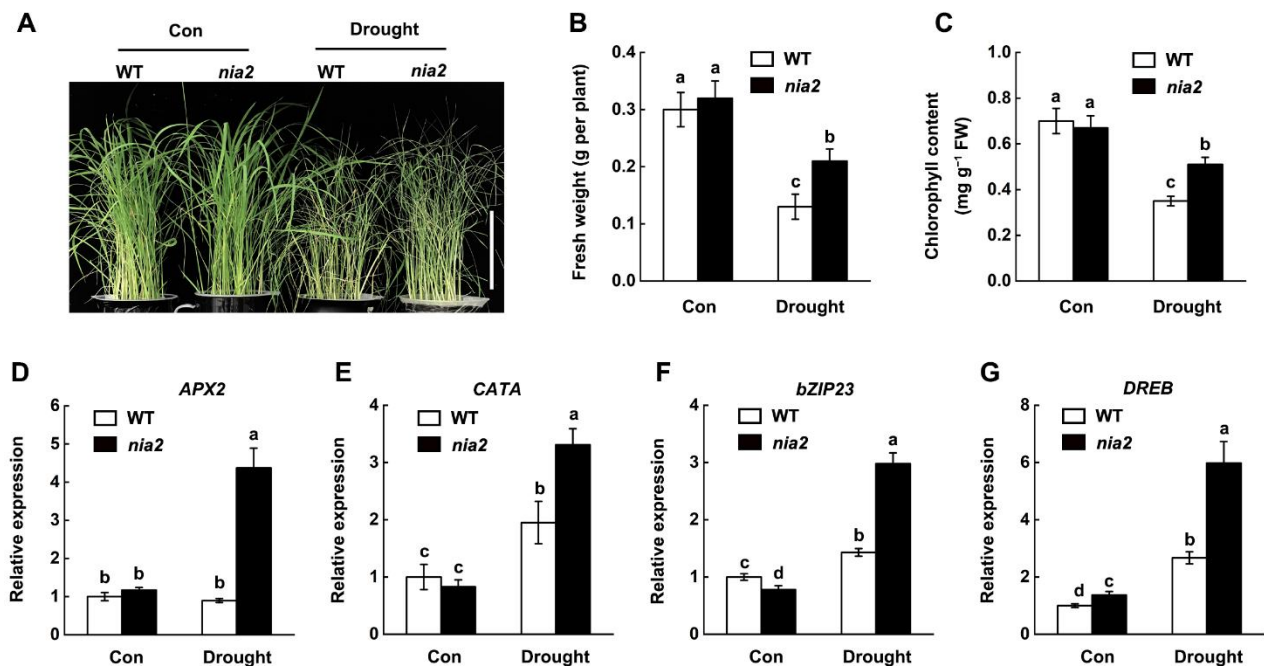 A
Con
Drought
WT
nia2
WT
nia2
B
Fresh weight (g per plant)
0.4
0.3
0.2
0.1
0.0
WT
nia2
a
a
c
b
Con
Drought
C
Chlorophyll content
(mg g⁻¹ FW)
1.0
0.8
0.6
0.4
0.2
0.0
WT
nia2
a
a
c
b
Con
Drought
D
APX2
Relative expression
6
5
4
3
2
1
0
WT
nia2
b
b
b
a
Con
Drought
E
CATA
Relative expression
4
3
2
1
0
WT
nia2
c
c
b
a
Con
Drought
F
bZIP23
Relative expression
4
3
2
1
0
WT
nia2
c
d
b
a
Con
Drought
G
DREB
Relative expression
8
6
4
2
0
WT
nia2
d
c
b
a
Con
Drought